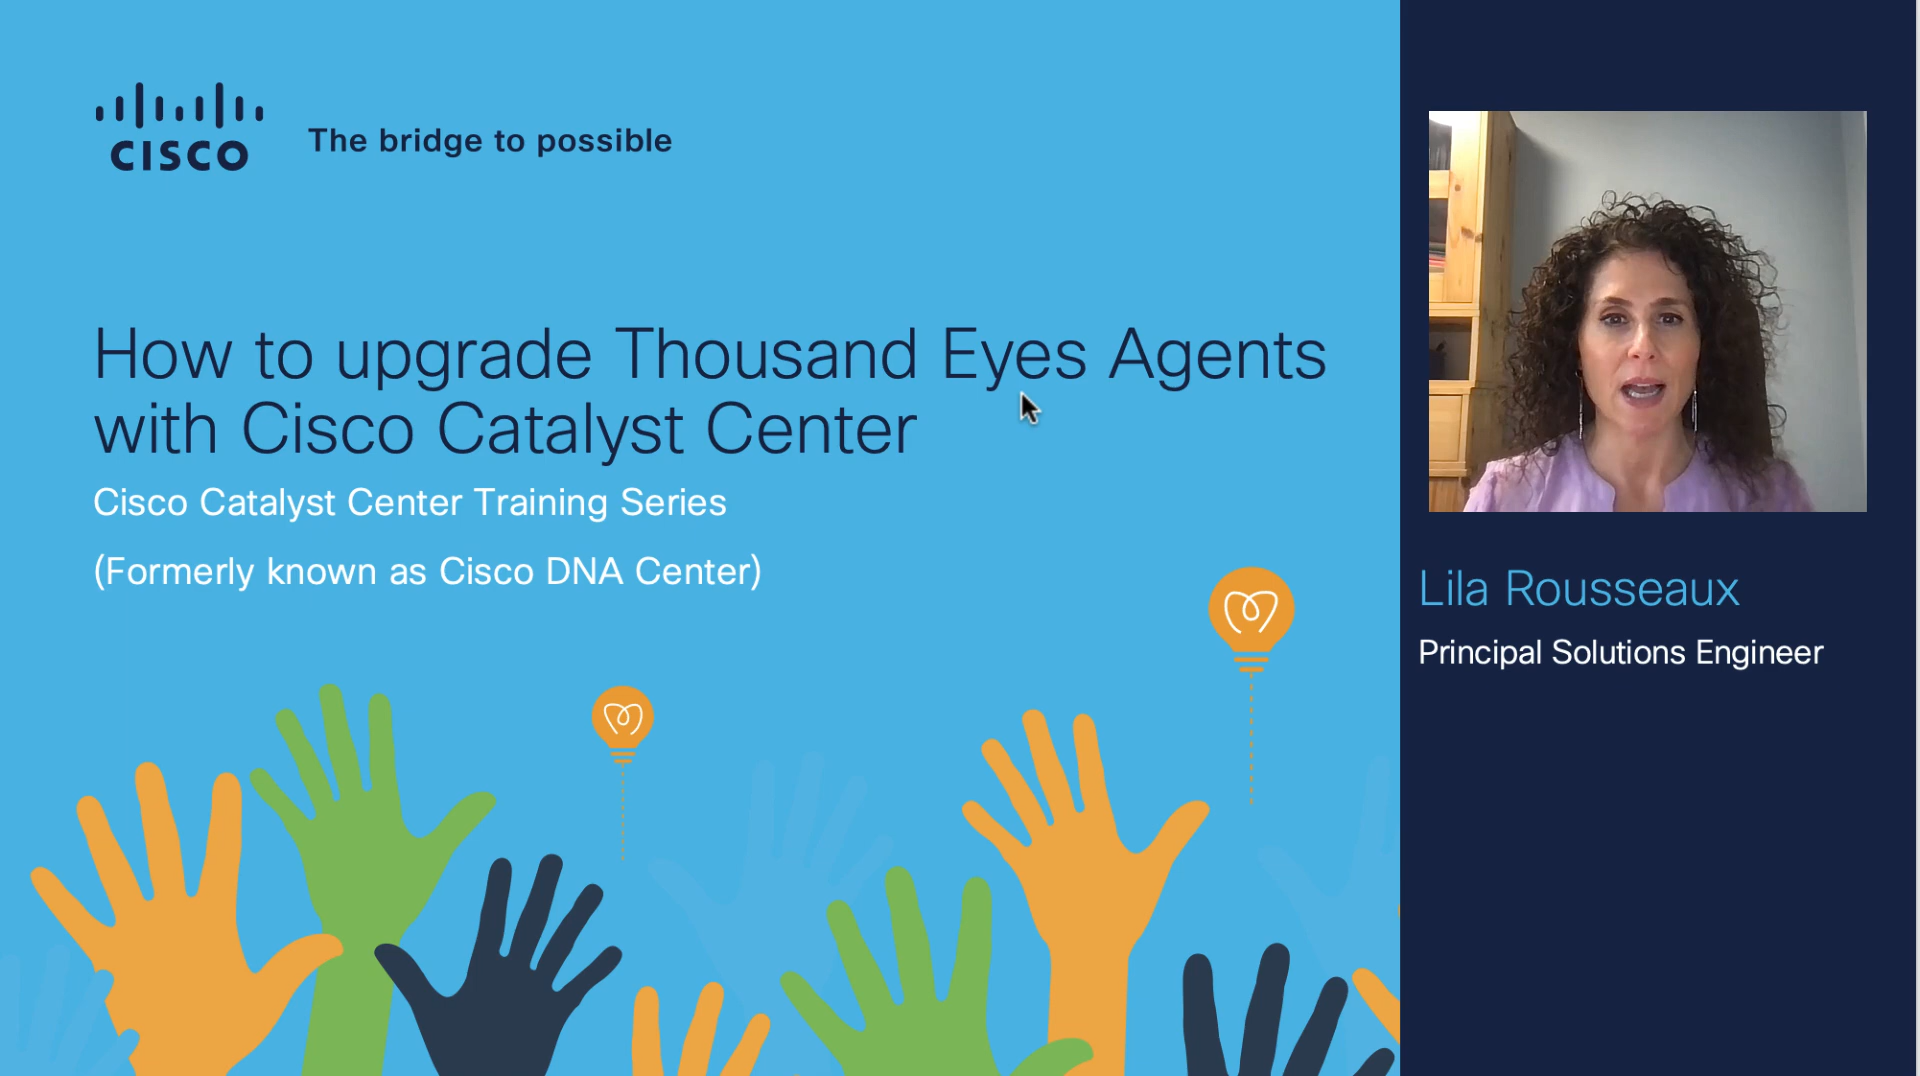 CISCO
The bridge to possible
How to upgrade Thousand Eyes Agents
with Cisco Catalyst Center
Cisco Catalyst Center Training Series
(Formerly known as Cisco DNA Center)
Lila Rousseaux
Principal Solutions Engineer